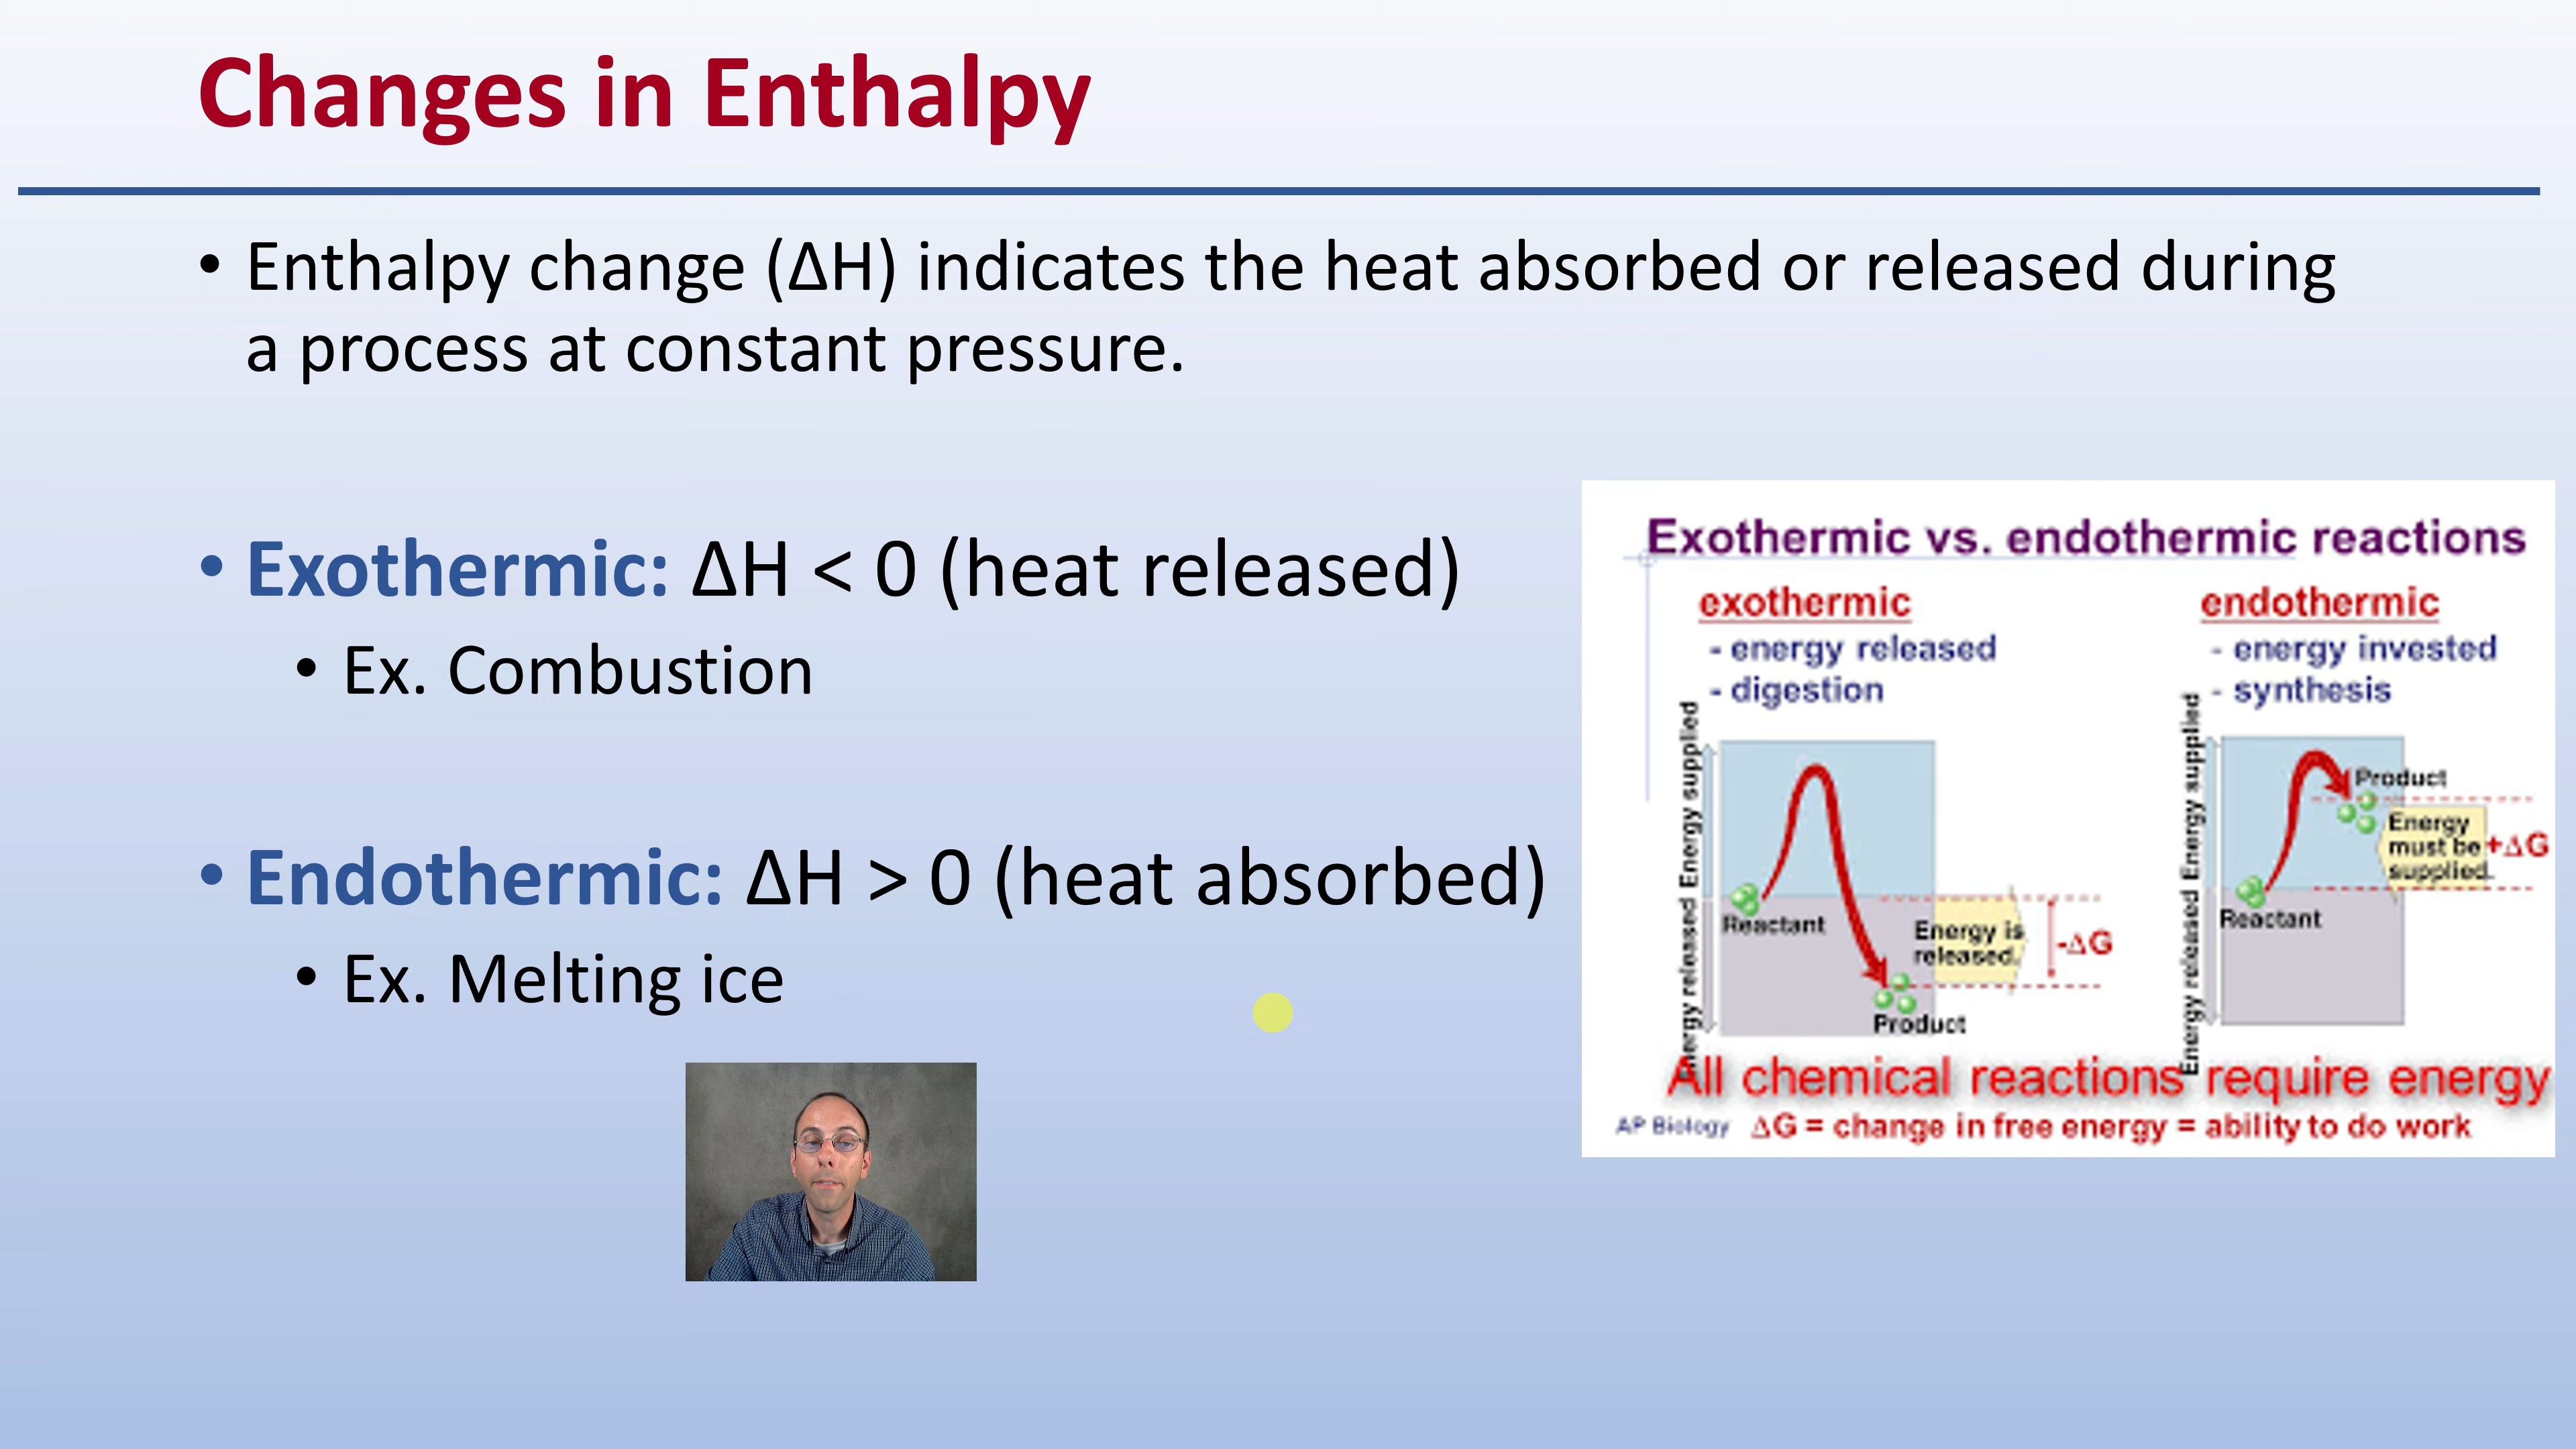 Changes in Enthalpy
• Enthalpy change (ΔH) indicates the heat absorbed or released during
a process at constant pressure.
• Exothermic: ΔH < 0 (heat released)
• Ex. Combustion
• Endothermic: ΔH > 0 (heat absorbed)
• Ex. Melting ice
Exothermic vs. endothermic reactions
exothermic
- energy released
- digestion
Energy released Energy supplied
Reactant
Energy is
released.
-ΔG
Product
endothermic
- energy invested
- synthesis
Energy released Energy supplied
Product
Energy
must be
supplied.
+ΔG
Reactant
All chemical reactions require energy
AP Biology
ΔG = change in free energy = ability to do work